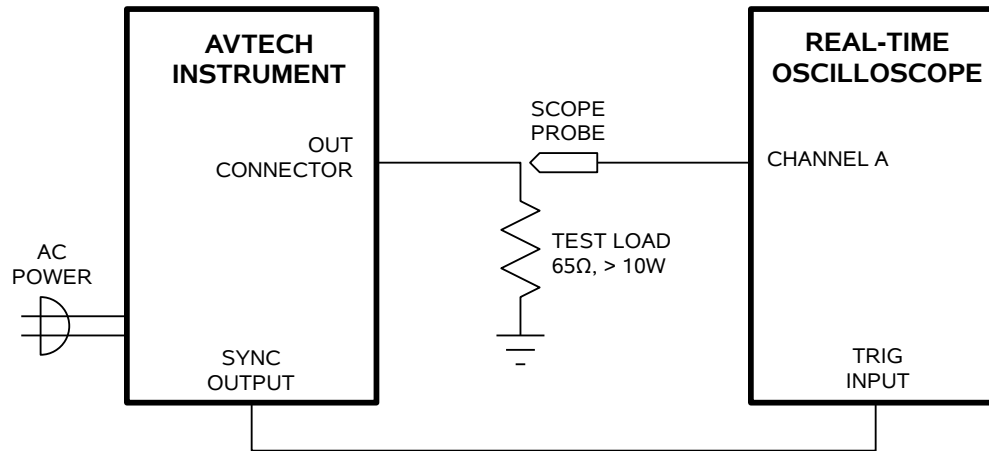 AVTECH
INSTRUMENT
OUT
CONNECTOR
AC
POWER
SYNC
OUTPUT
SCOPE
PROBE
TEST LOAD
65Ω, > 10W
REAL-TIME
OSCILLOSCOPE
CHANNEL A
TRIG
INPUT